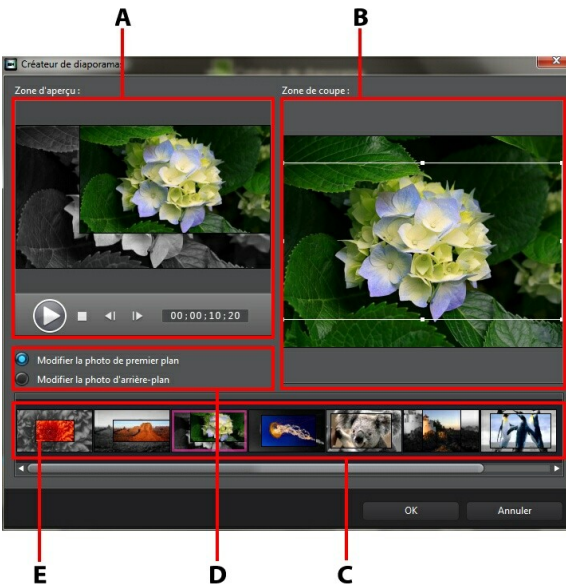 A
B
Créateur de diaporamas
Zone d'aperçu :
Zone de coupe :
00;00;10;20
Modifier la photo de premier plan
Modifier la photo d'arrière-plan
OK
Annuler
E
D
C